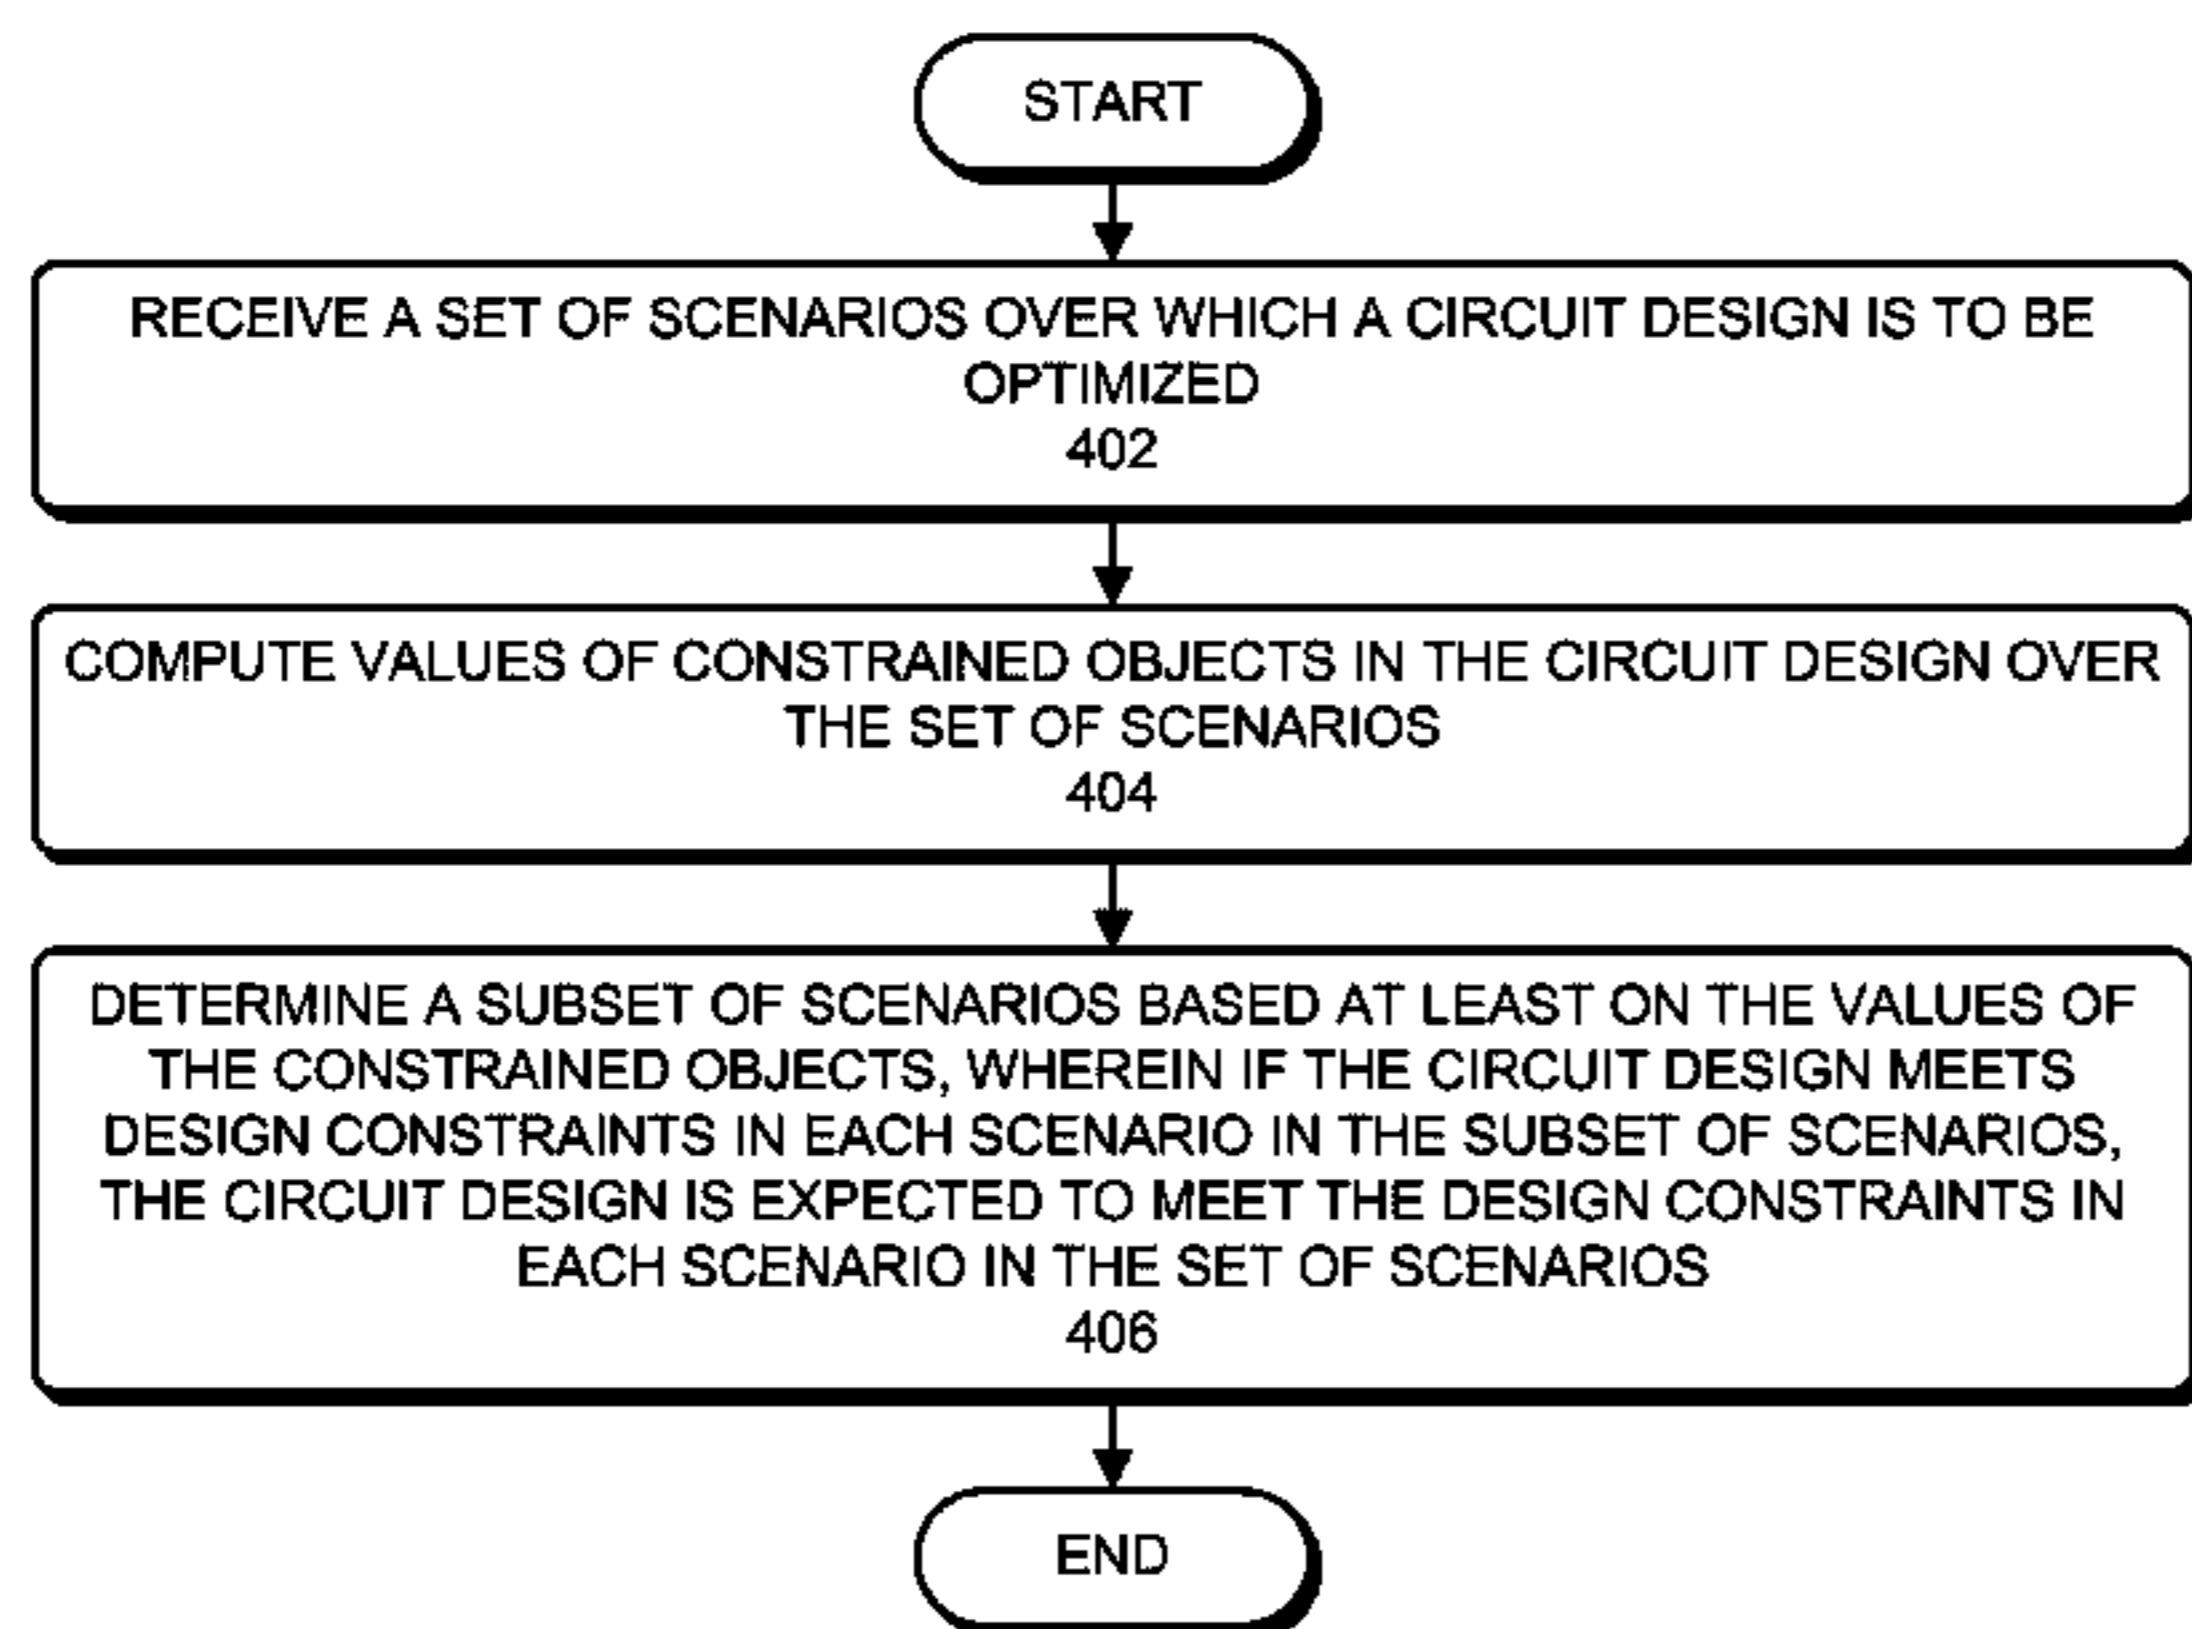 START
RECEIVE A SET OF SCENARIOS OVER WHICH A CIRCUIT DESIGN IS TO BE
OPTIMIZED
402
COMPUTE VALUES OF CONSTRAINED OBJECTS IN THE CIRCUIT DESIGN OVER
THE SET OF SCENARIOS
404
DETERMINE A SUBSET OF SCENARIOS BASED AT LEAST ON THE VALUES OF
THE CONSTRAINED OBJECTS, WHEREIN IF THE CIRCUIT DESIGN MEETS
DESIGN CONSTRAINTS IN EACH SCENARIO IN THE SUBSET OF SCENARIOS,
THE CIRCUIT DESIGN IS EXPECTED TO MEET THE DESIGN CONSTRAINTS IN
EACH SCENARIO IN THE SET OF SCENARIOS
406
END